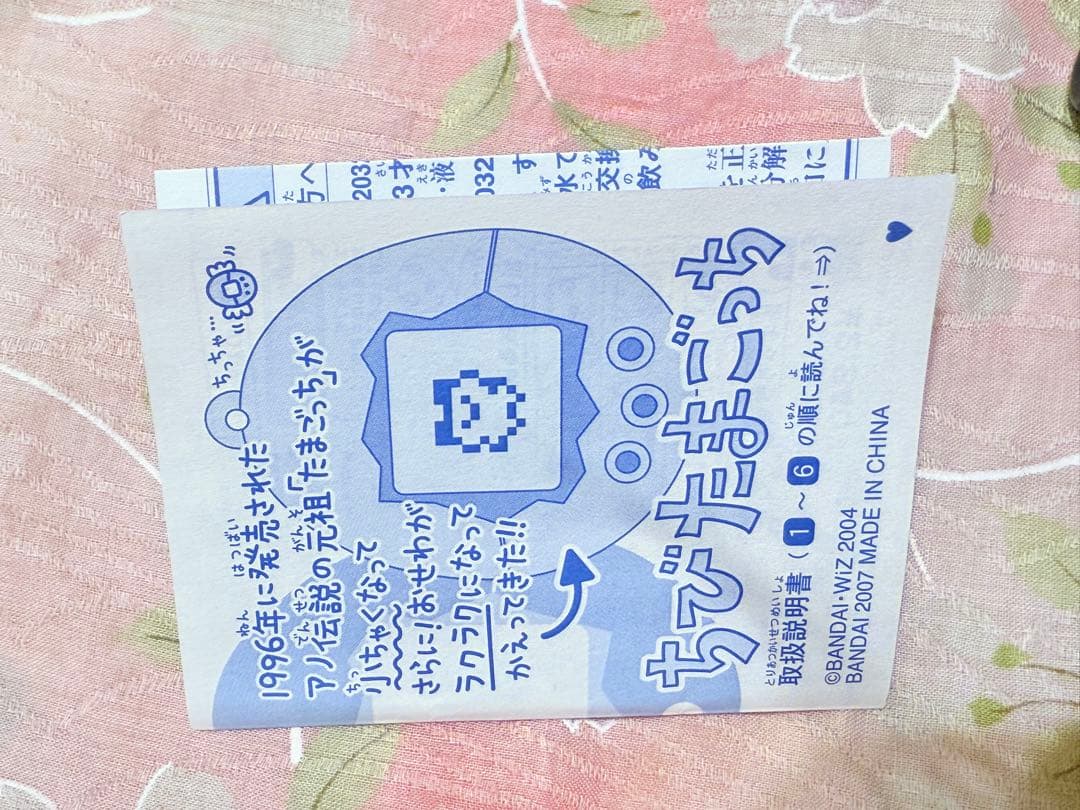 ちっちゃ…
1996年に発売された
アノ伝説の元祖「たまごっち」が
小ちゃくなって
さらに!おせわが
ラクラクになって
かえってきた!!
ちびたまごっち
取扱説明書(1~6の順に読んでね!⇒)
©BANDAI・WiZ 2004
BANDAI 2007 MADE IN CHINA